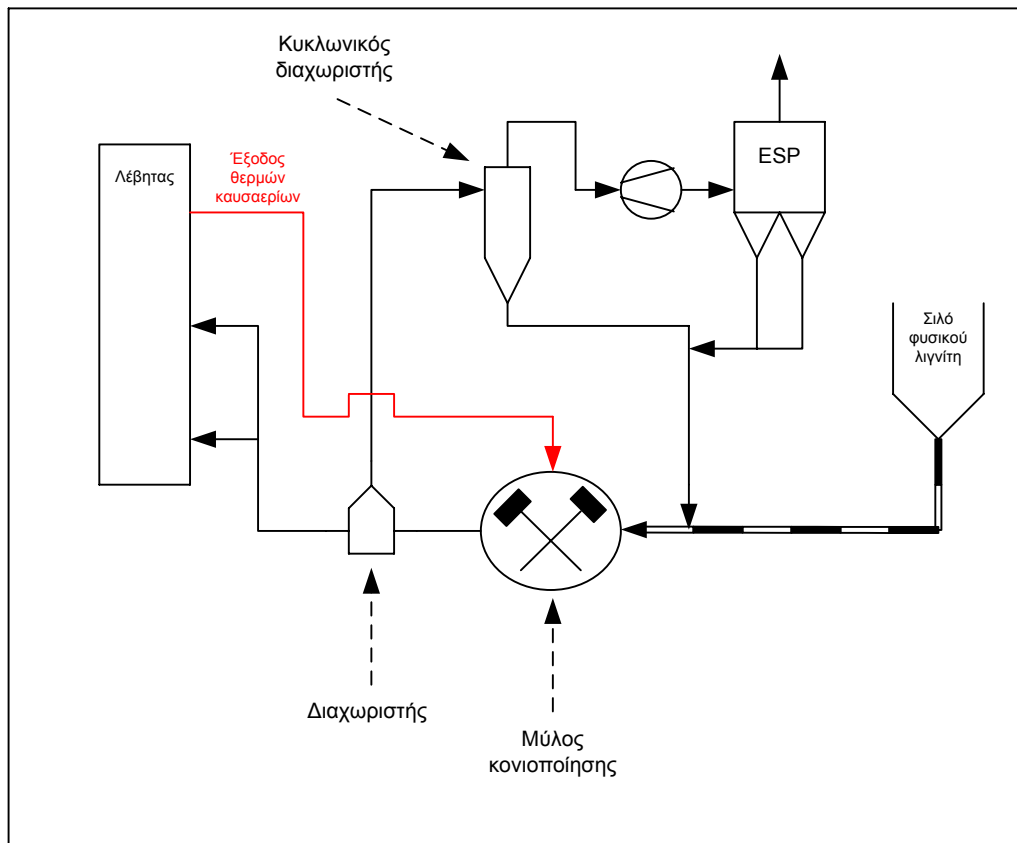 Κυκλωνικός
διαχωριστής
ESP
Λέβητας
Έξοδος
θερμών
καυσαερίων
Σιλό
φυσικού
λιγνίτη
Διαχωριστής
Μύλος
κονιοποίησης